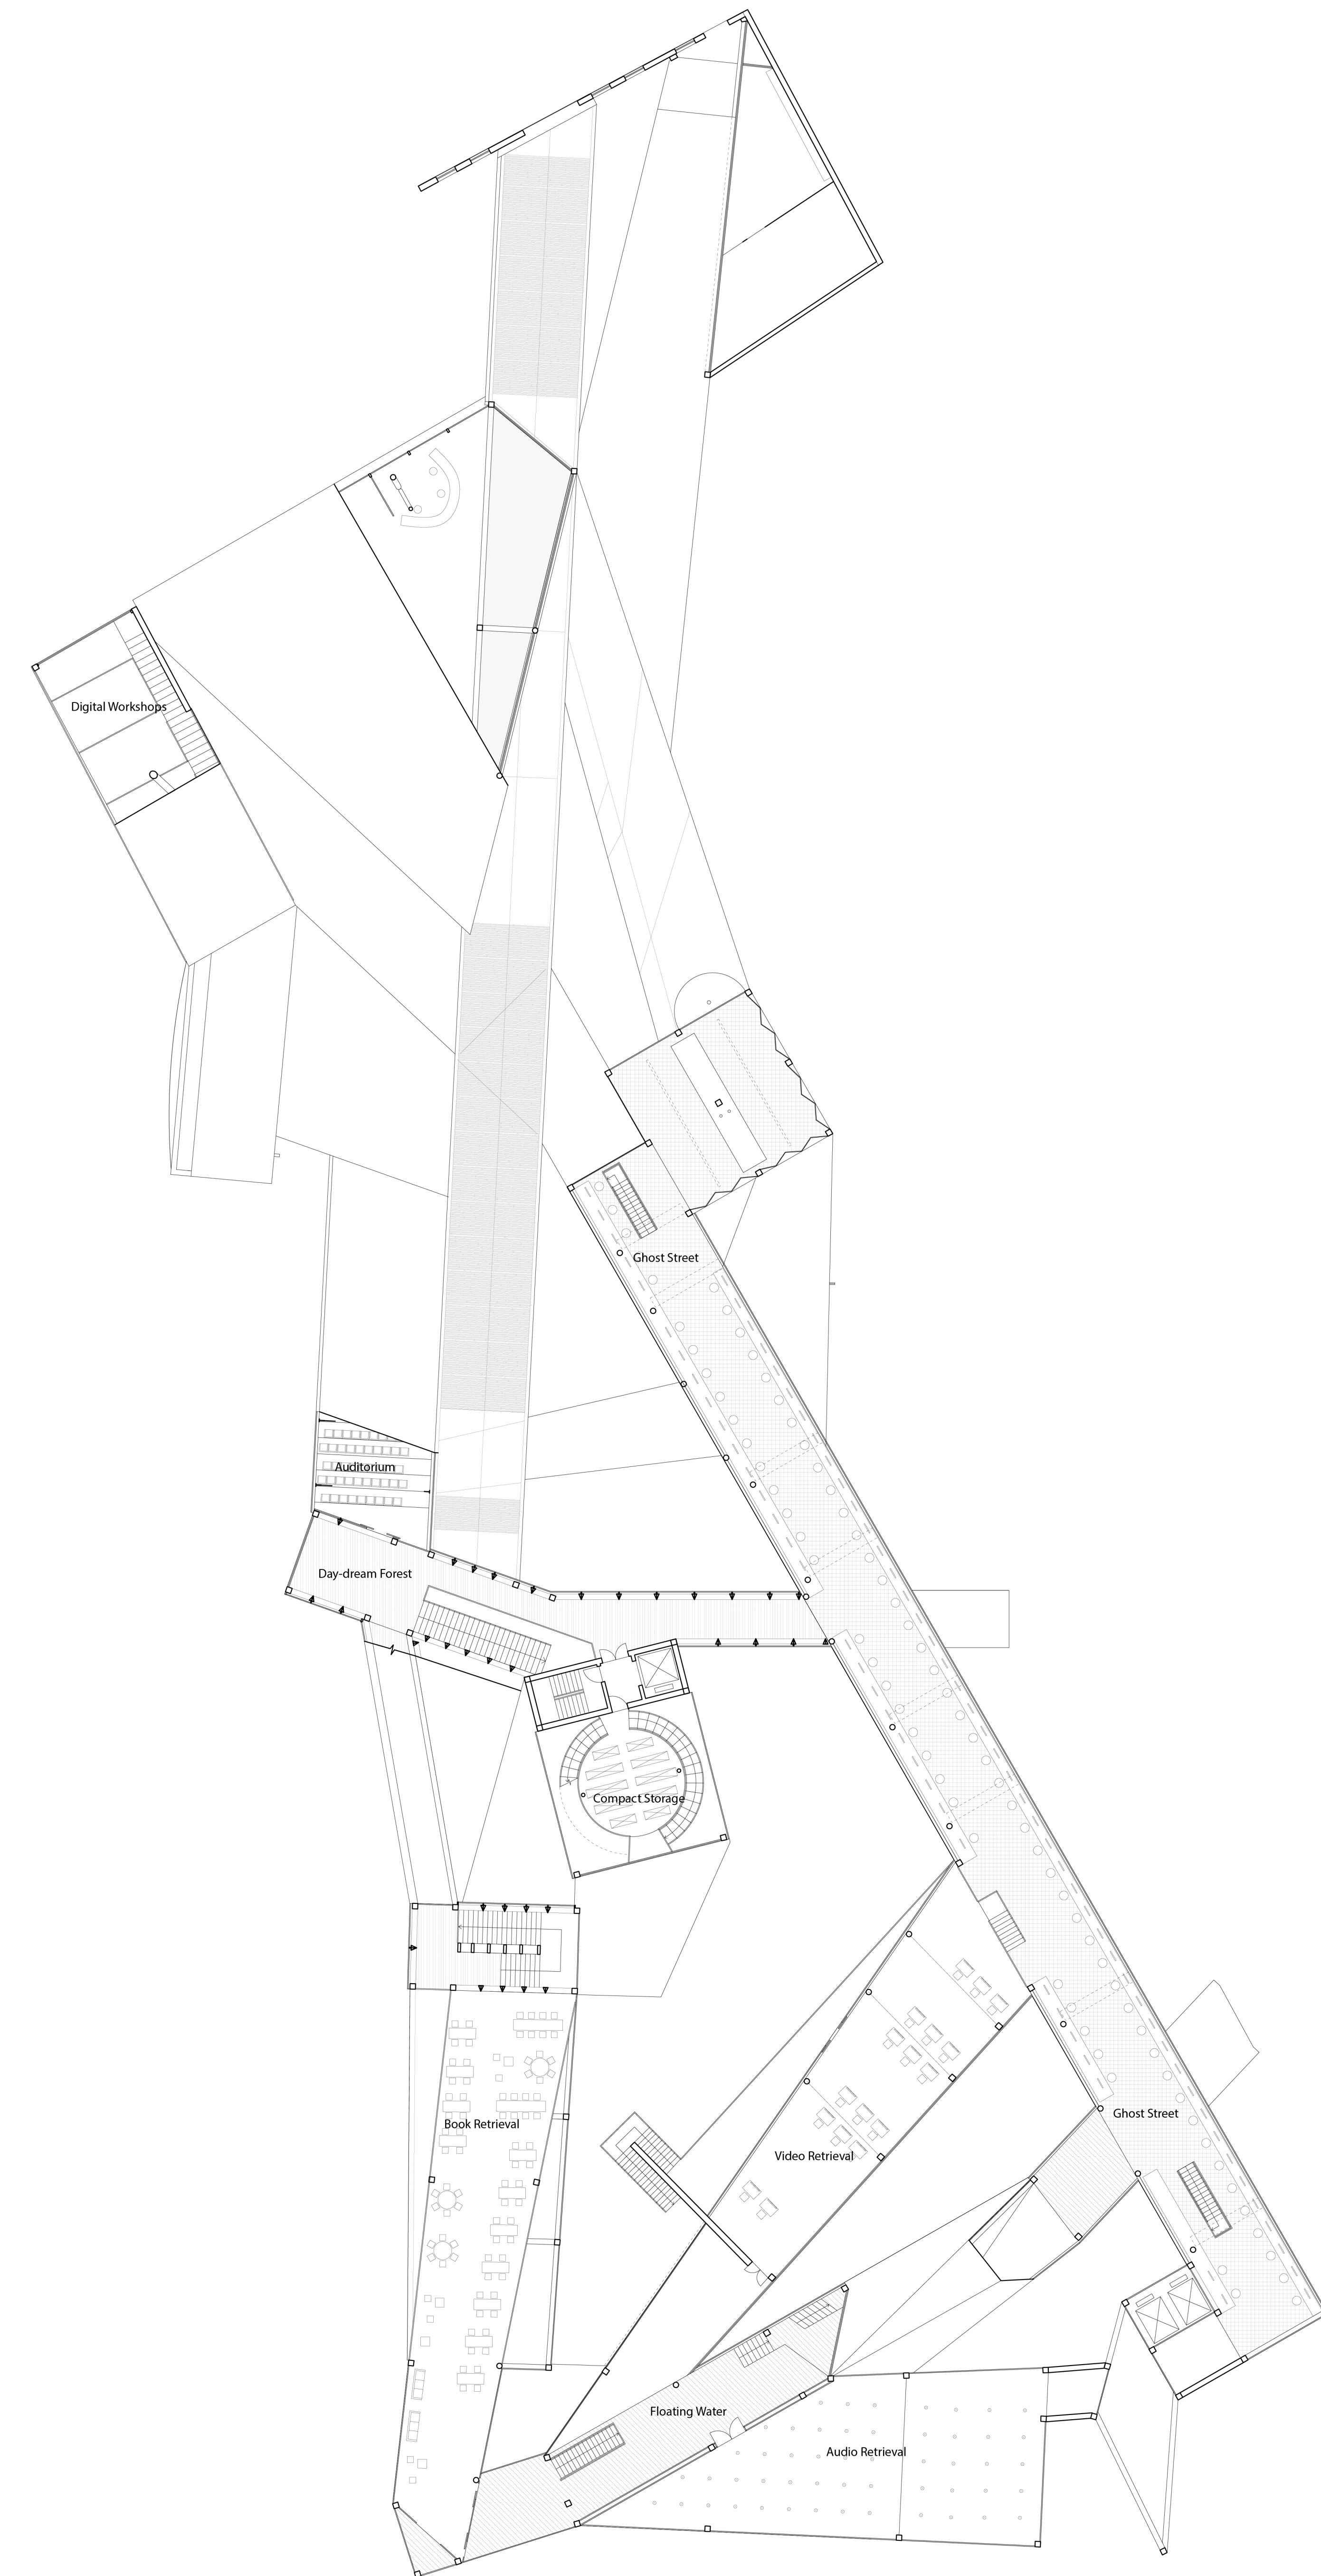 Digital Workshops
Ghost Street
Auditorium
Day-dream Forest
Compact Storage
Ghost Street
Book Retrieval
Video Retrieval
Floating Water
Audio Retrieval